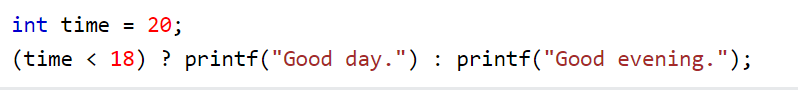 int time = 20;
(time < 18) ? printf("Good day.") : printf("Good evening.");